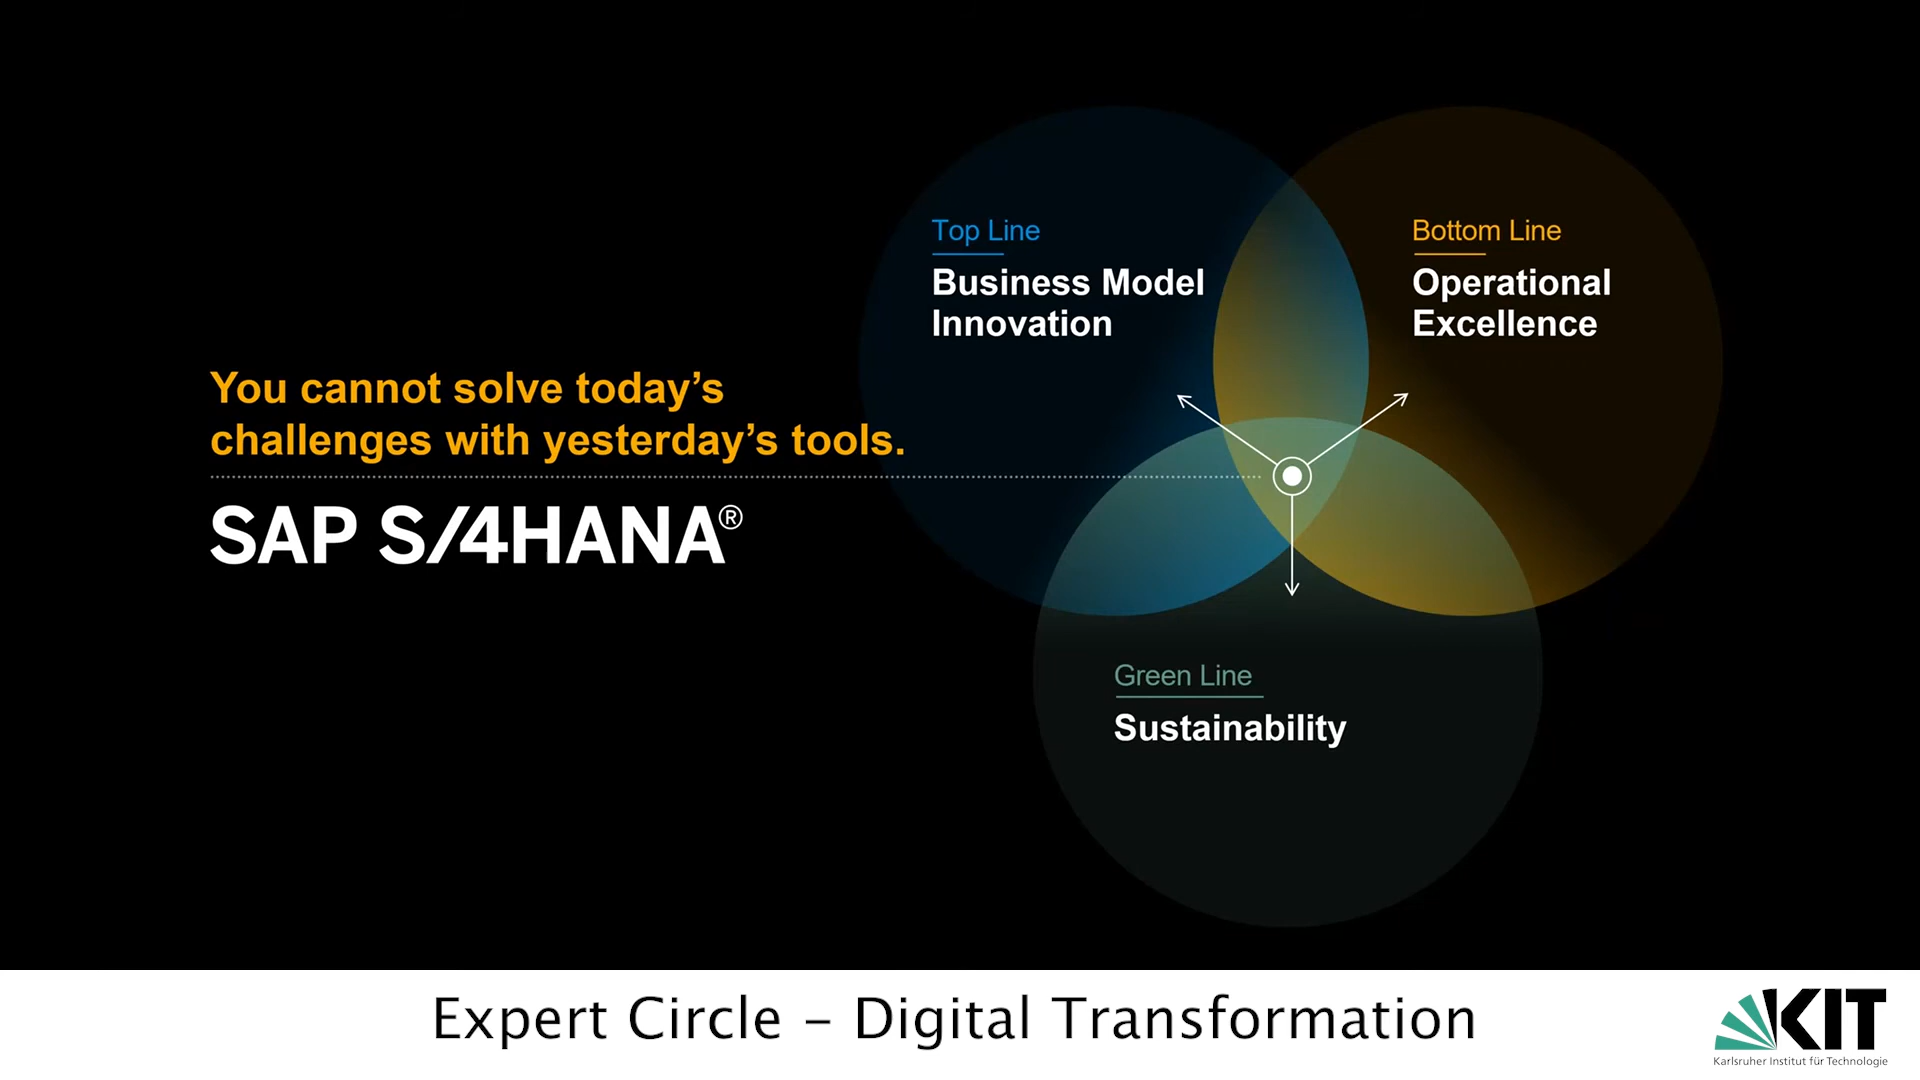 You cannot solve today’s
challenges with yesterday’s tools.
SAP S/4HANA®
Top Line
Business Model
Innovation
Bottom Line
Operational
Excellence
Green Line
Sustainability
Expert Circle – Digital Transformation
KIT
Karlsruher Institut für Technologie